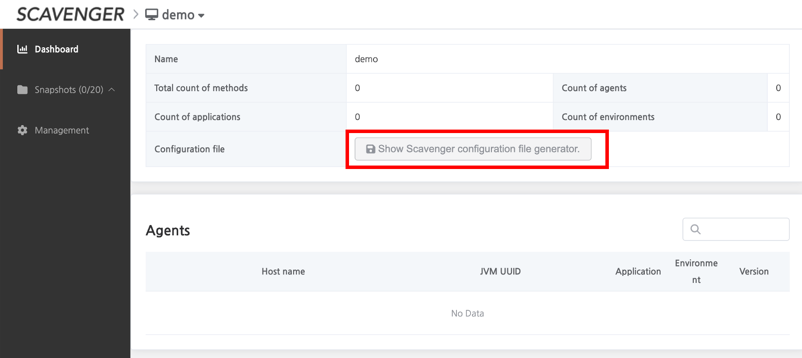 SCAVENGER > demo
Dashboard
Snapshots (0/20)
Management
Name demo
Total count of methods 0 Count of agents 0
Count of applications 0 Count of environments 0
Configuration file Show Scavenger configuration file generator.
Agents
Host name JVM UUID Application Environme
nt Version
No Data